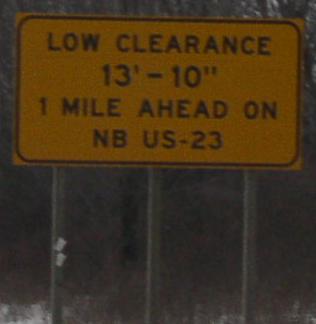 LOW CLEARANCE
13'-10"
1 MILE AHEAD ON
NB US-23